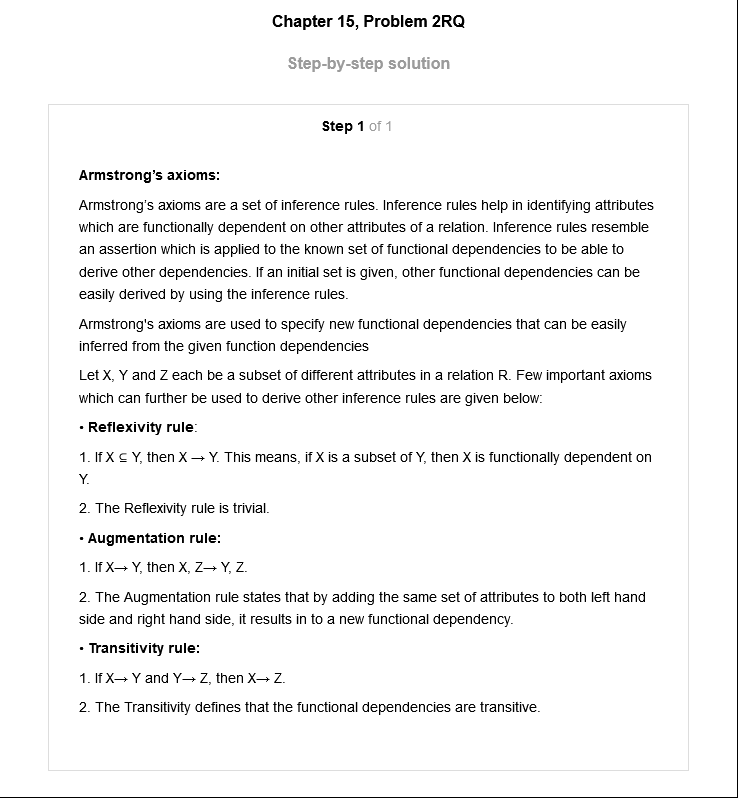 Chapter 15, Problem 2RQ
Step-by-step solution
Step 1 of 1
Armstrong's axioms:
Armstrong's axioms are a set of inference rules. Inference rules help in identifying attributes
which are functionally dependent on other attributes of a relation. Inference rules resemble
an assertion which is applied to the known set of functional dependencies to be able to
derive other dependencies. If an initial set is given, other functional dependencies can be
easily derived by using the inference rules.
Armstrong's axioms are used to specify new functional dependencies that can be easily
inferred from the given function dependencies
Let X, Y and Z each be a subset of different attributes in a relation R. Few important axioms
which can further be used to derive other inference rules are given below:
• Reflexivity rule:
1. If X ⊆ Y, then X → Y. This means, if X is a subset of Y, then X is functionally dependent on
Y.
2. The Reflexivity rule is trivial.
• Augmentation rule:
1. If X→ Y, then X, Z→ Y, Z.
2. The Augmentation rule states that by adding the same set of attributes to both left hand
side and right hand side, it results in to a new functional dependency.
• Transitivity rule:
1. If X→ Y and Y→ Z, then X→ Z.
2. The Transitivity defines that the functional dependencies are transitive.